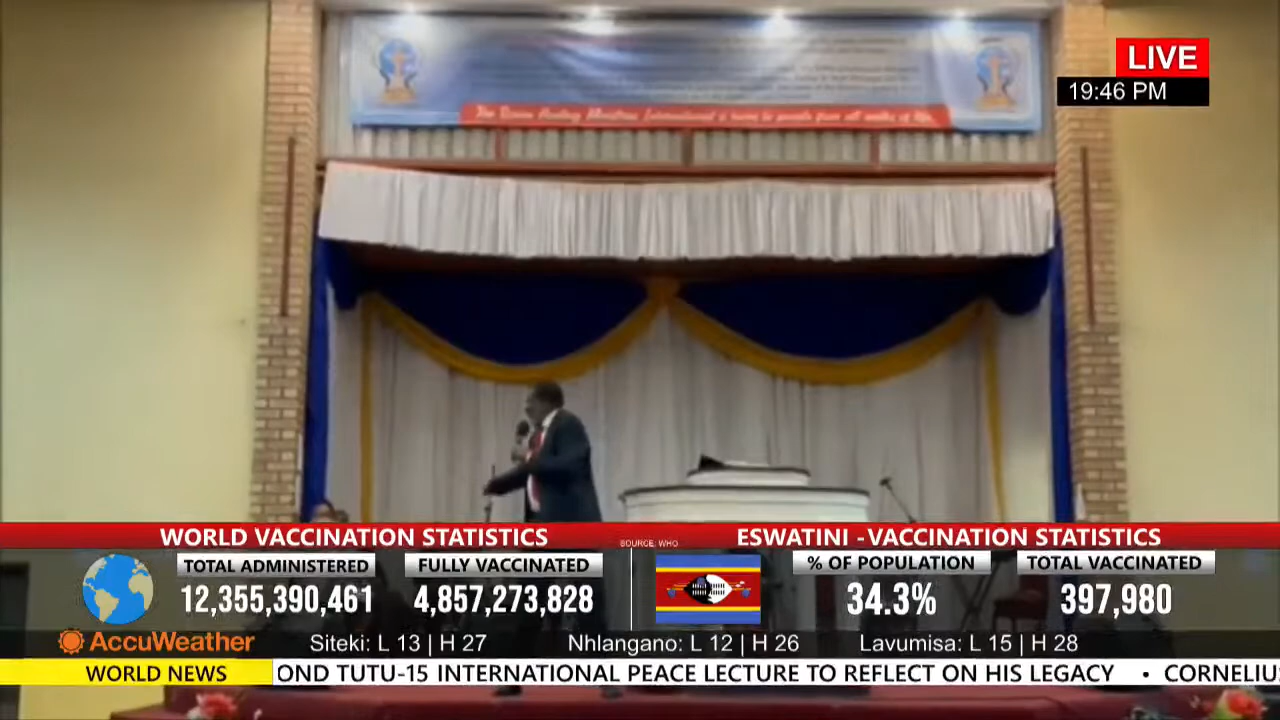 LIVE
19:46 PM
WORLD VACCINATION STATISTICS
SOURCE: WHO
ESWATINI -VACCINATION STATISTICS
TOTAL ADMINISTERED
FULLY VACCINATED
% OF POPULATION
TOTAL VACCINATED
12,355,390,461
4,857,273,828
34.3%
397,980
AccuWeather
Siteki: L 13 | H 27
Nhlangano: L 12 | H 26
Lavumisa: L 15 | H 28
WORLD NEWS
OND TUTU-15 INTERNATIONAL PEACE LECTURE TO REFLECT ON HIS LEGACY • CORNELIUS